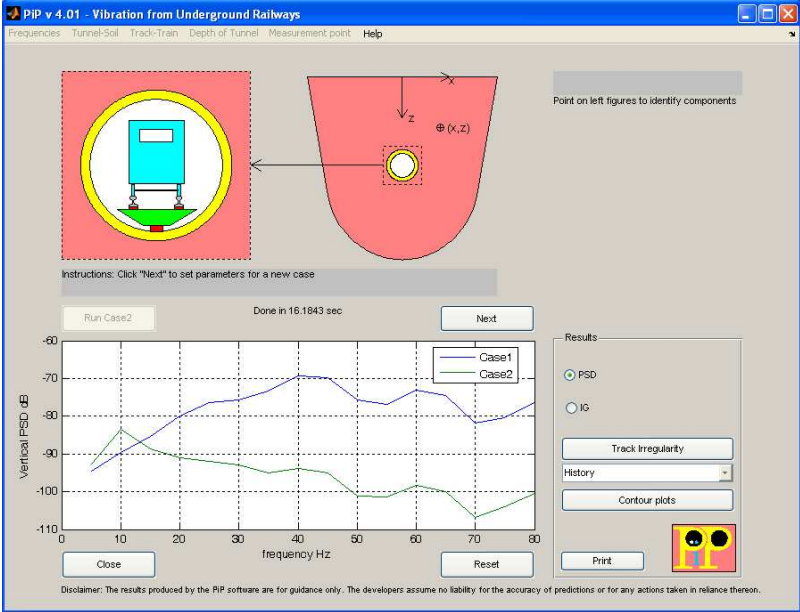 PiP v 4.01 - Vibration from Underground Railways
Frequencies Tunnel-Soil Track-Train Depth of Tunnel Measurement point Help
x
z
(x,z)
Point on left figures to identify components
Instructions: Click "Next" to set parameters for a new case
Run Case2
Done in 16.1843 sec
Next
-60
-70
-80
-90
-100
-110
Vertical PSD dB
0 10 20 30 40 50 60 70 80
frequency Hz
Case1
Case2
Results
PSD
IG
Track Irregularity
History
Contour plots
PiP
Print
Close
Reset
Disclaimer: The results produced by the PiP software are for guidance only. The developers assume no liability for the accuracy of predictions or for any actions taken in reliance thereon.